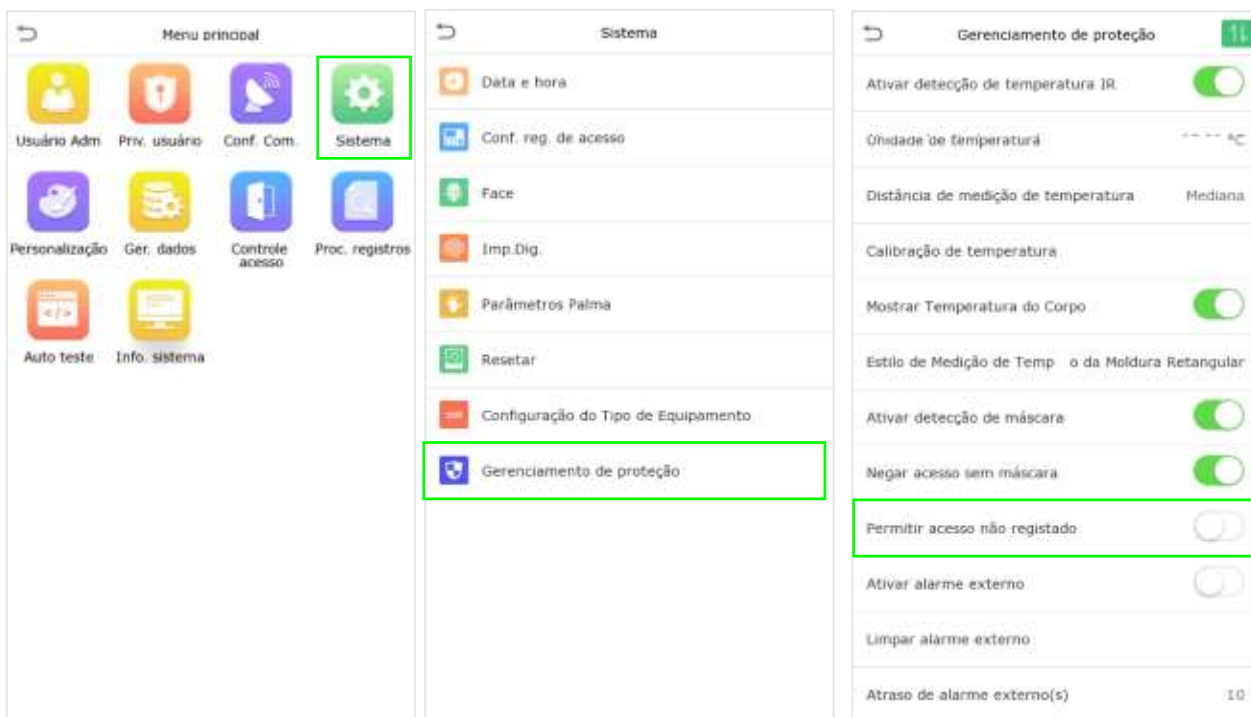 Menu principal
Usuário Adm
Priv. usuário
Conf. Com.
Sistema
Personalização
Ger. dados
Controle
acesso
Proc. registros
Auto teste
Info. sistema
Sistema
Data e hora
Conf. reg. de acesso
Face
Imp.Dig.
Parâmetros Palma
Resetar
Configuração do Tipo de Equipamento
Gerenciamento de proteção
Gerenciamento de proteção
Ativar detecção de temperatura IR
Unidade de temperatura °C
Distância de medição de temperatura Mediana
Calibração de temperatura
Mostrar Temperatura do Corpo
Estilo de Medição de Temp o da Moldura Retangular
Ativar detecção de máscara
Negar acesso sem máscara
Permitir acesso não registado
Ativar alarme externo
Limpar alarme externo
Atraso de alarme externo(s) 10